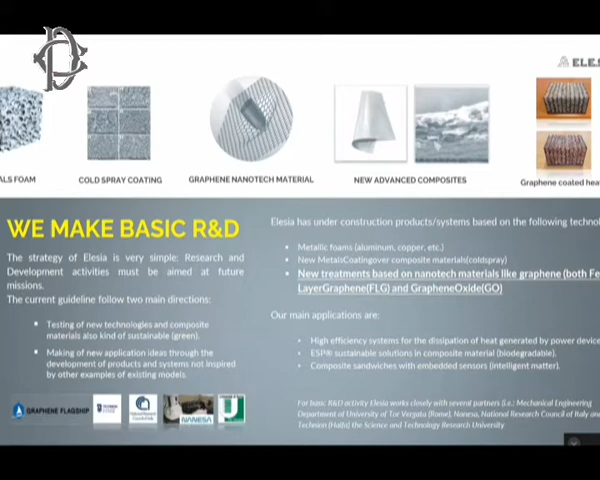 ELES
ALS FOAM
COLD SPRAY COATING
GRAPHENE NANOTECH MATERIAL
NEW ADVANCED COMPOSITES
Graphene coated hea
WE MAKE BASIC R&D
The strategy of Elesia is very simple: Research and
Development activities must be aimed at future
missions.
The current guideline follow two main directions:
Testing of new technologies and composite
materials also kind of sustainable (green).
Making of new application ideas through the
development of products and systems not inspired
by other examples of existing models.
GRAPHENE FLAGSHIP
NANESA
Elesia has under construction products/systems based on the following technol
Metallic foams (aluminum, copper, etc.)
New MetalsCoatingover composite materials(coldspray)
New treatments based on nanotech materials like graphene (both Fe
LayerGraphene(FLG) and GrapheneOxide(GO)
Our main applications are:
High efficiency systems for the dissipation of heat generated by power device
ESP® sustainable solutions in composite material (biodegradable).
Composite sandwiches with embedded sensors (intelligent matter).
For basic R&D activity Elesia works closely with several partners (i.e.; Mechanical Engineering
Department of University of Tor Vergata (Rome), Nanesa, National Research Council of Italy an
Technion (Haifa) the Science and Technology Research University